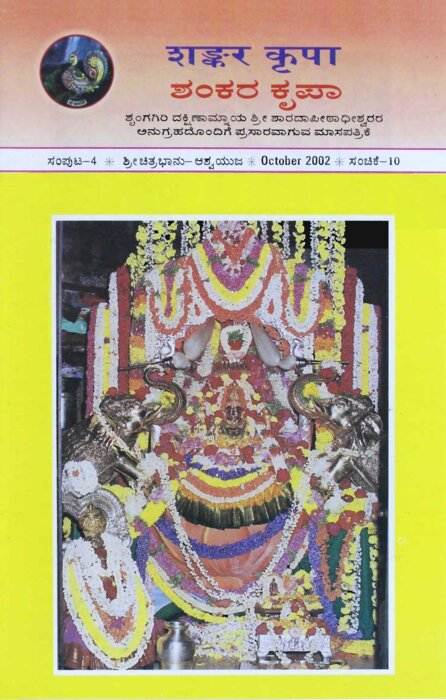 शङ्कर कृपा
ಶಂಕರ ಕೃಪಾ
ಶೃಂಗಗಿರಿ ದಕ್ಷಿಣಾಮ್ನಾಯ ಶ್ರೀ ಶಾರದಾಪೀಠಾಧೀಶ್ವರರ
ಅನುಗ್ರಹದೊಂದಿಗೆ ಪ್ರಸಾರವಾಗುವ ಮಾಸಪತ್ರಿಕೆ
ಸಂಪುಟ-4 ✳ ಶ್ರೀ ಚಿತ್ರಭಾನು- ಆಶ್ವಯುಜ ✳ October 2002 ✳ ಸಂಚಿಕೆ-10